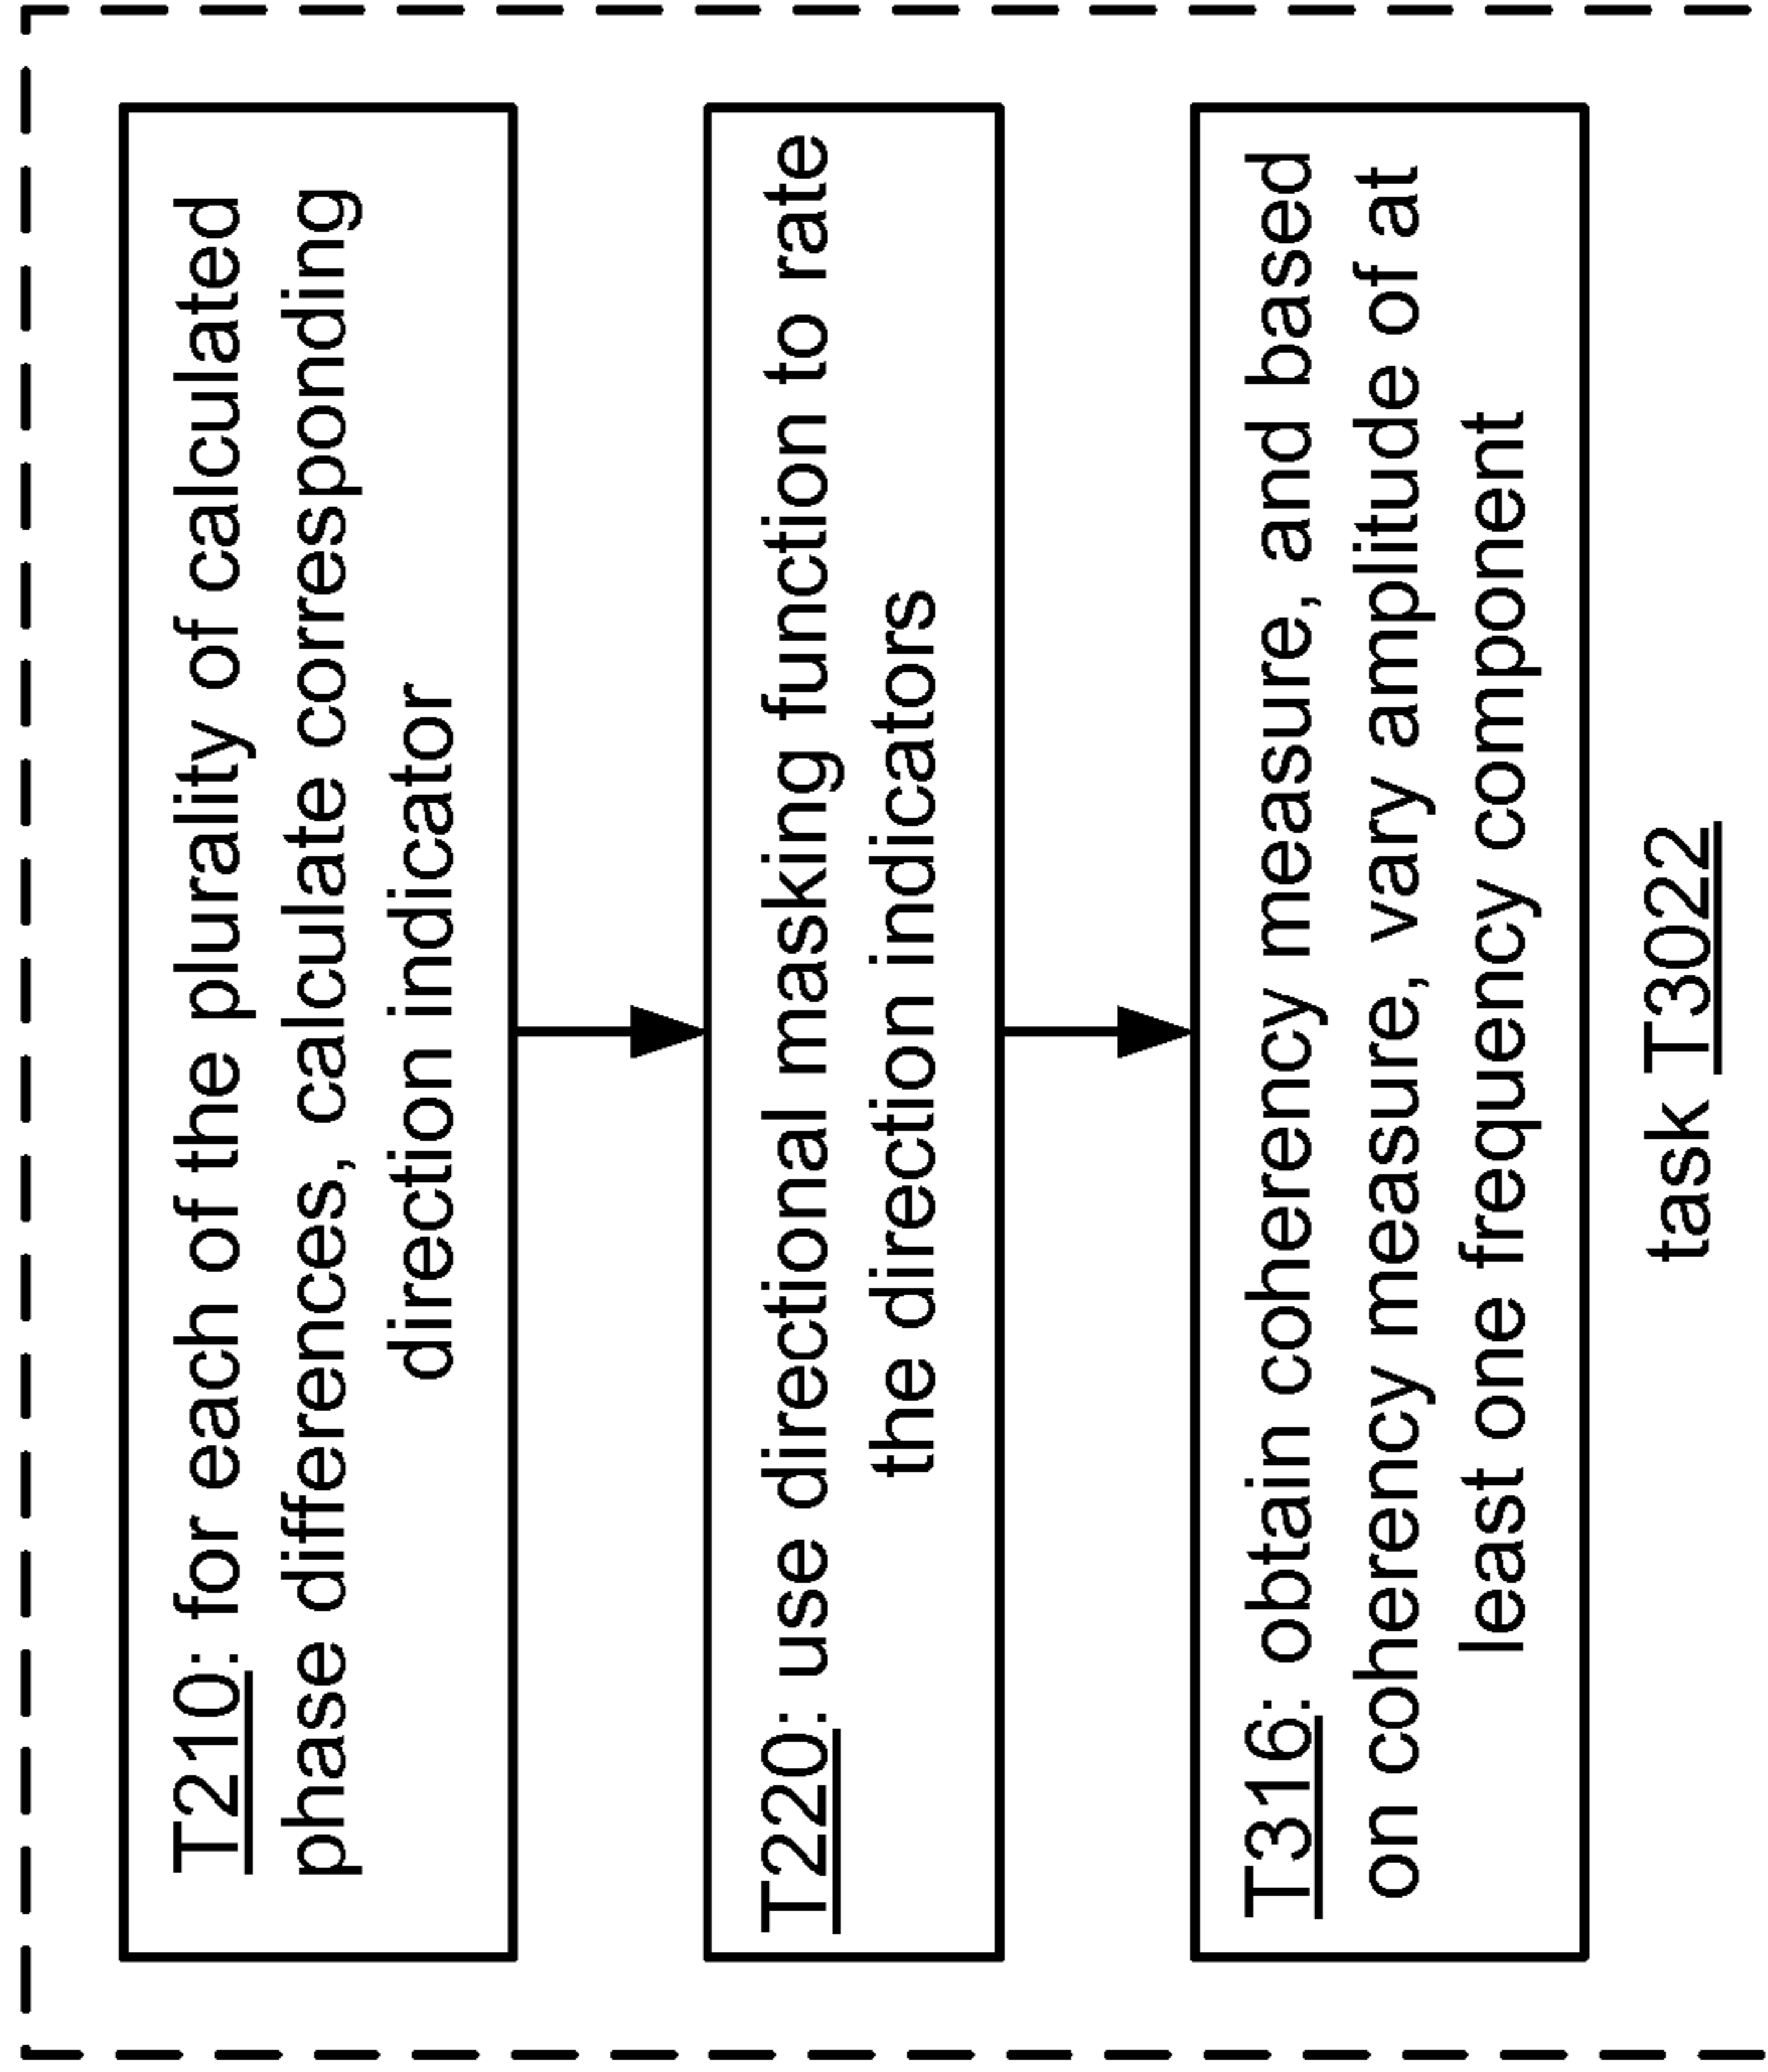 T210: for each of the plurality of calculated
phase differences, calculate corresponding
direction indicator
T220: use directional masking function to rate
the direction indicators
T316: obtain coherency measure, and based
on coherency measure, vary amplitude of at
least one frequency component
task T3022